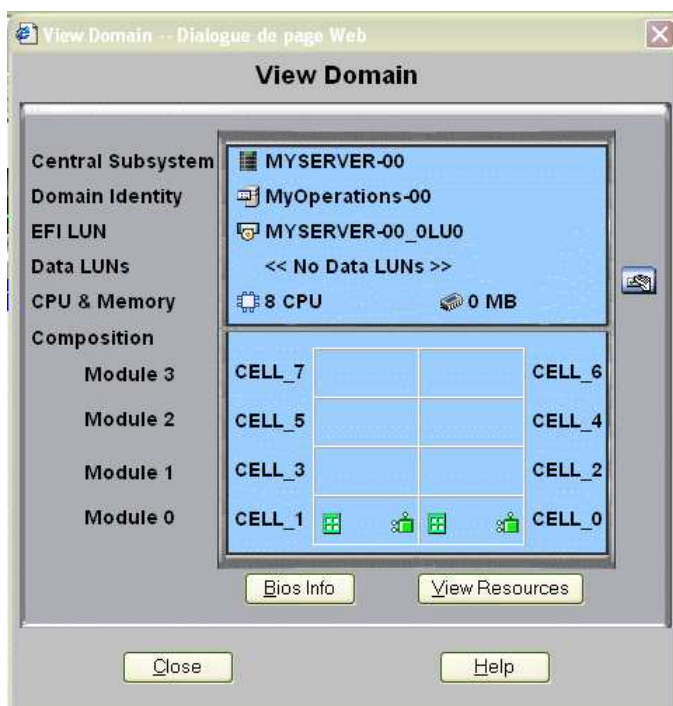 View Domain -- Dialogue de page Web
View Domain
Central Subsystem MYSERVER-00
Domain Identity MyOperations-00
EFI LUN MYSERVER-00_0LU0
Data LUNs << No Data LUNs >>
CPU & Memory 8 CPU 0 MB
Composition
Module 3 CELL_7 CELL_6
Module 2 CELL_5 CELL_4
Module 1 CELL_3 CELL_2
Module 0 CELL_1 CELL_0
Bios Info View Resources
Close Help